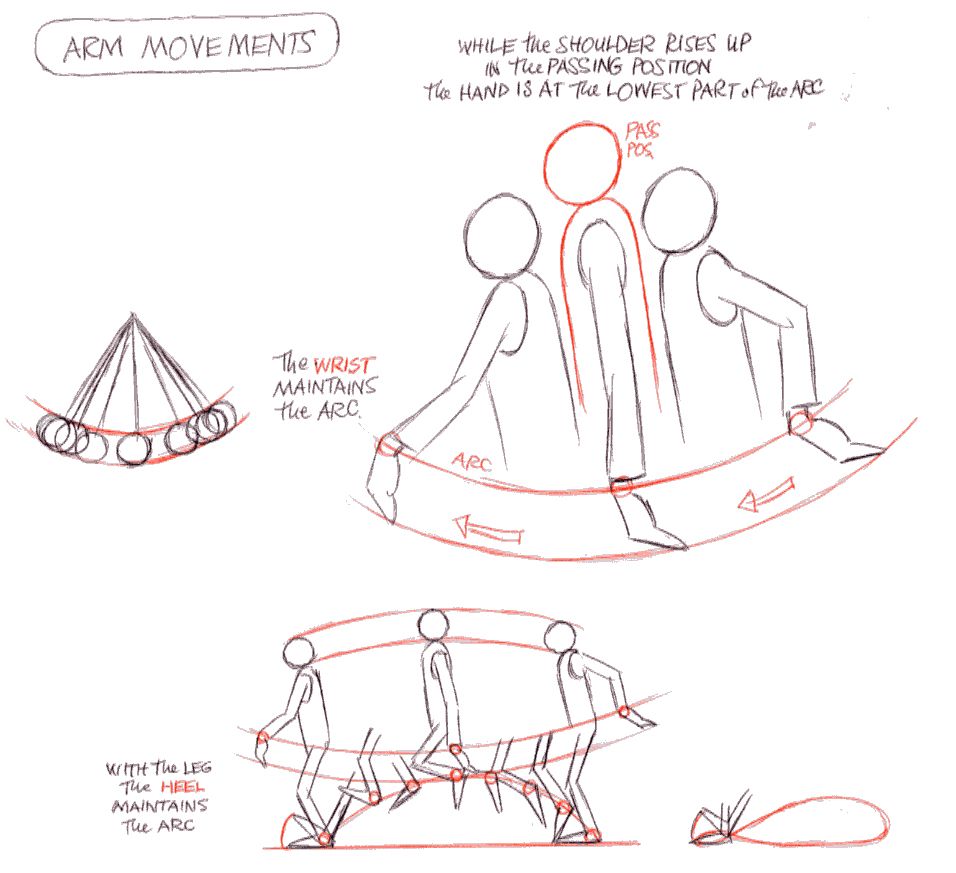 ARM MOVEMENTS
WHILE the SHOULDER RISES UP
IN the PASSING POSITION
the HAND IS AT the LOWEST PART of the ARC
PASS
POS.
The WRIST
MAINTAINS
the ARC.
ARC
WITH the LEG
the HEEL
MAINTAINS
the ARC